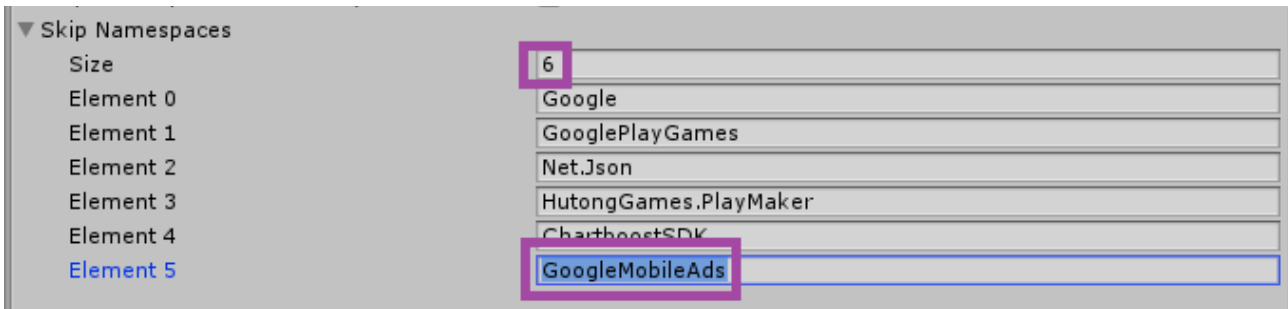 Skip Namespaces
Size 6
Element 0 Google
Element 1 GooglePlayGames
Element 2 Net.Json
Element 3 HutongGames.PlayMaker
Element 4 ChartboostSDK
Element 5 GoogleMobileAds